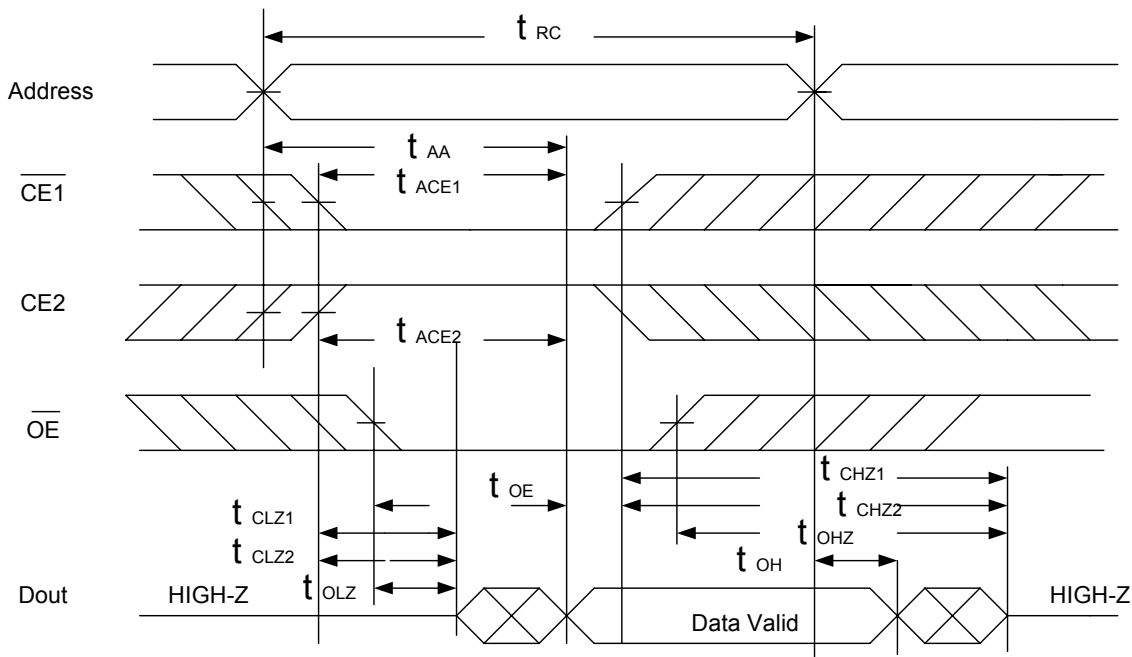 t RC
Address
t AA
t ACE1
CE1
CE2
t ACE2
OE
t CHZ1
t OE
t CHZ2
t CLZ1
t OHZ
t CLZ2
t OH
t OLZ
Dout
HIGH-Z
Data Valid
HIGH-Z